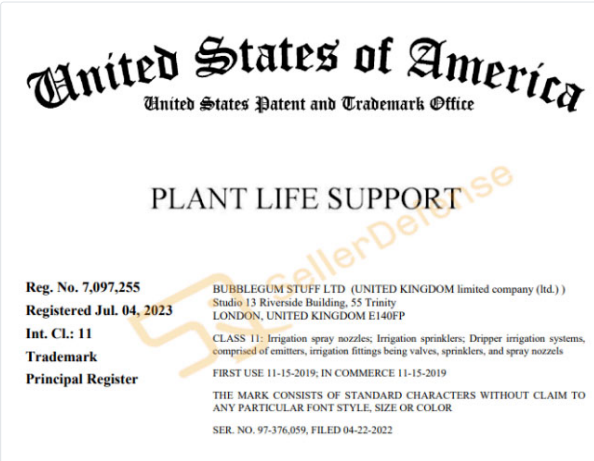 United States of America
United States Patent and Trademark Office
PLANT LIFE SUPPORT
SellerDefense
Reg. No. 7,097,255
Registered Jul. 04, 2023
Int. Cl.: 11
Trademark
Principal Register
BUBBLEGUM STUFF LTD (UNITED KINGDOM limited company (ltd.) )
Studio 13 Riverside Building, 55 Trinity
LONDON, UNITED KINGDOM E140FP
CLASS 11: Irrigation spray nozzles; Irrigation sprinklers; Dripper irrigation systems,
comprised of emitters, irrigation fittings being valves, sprinklers, and spray nozzels
FIRST USE 11-15-2019; IN COMMERCE 11-15-2019
THE MARK CONSISTS OF STANDARD CHARACTERS WITHOUT CLAIM TO
ANY PARTICULAR FONT STYLE, SIZE OR COLOR
SER. NO. 97-376,059, FILED 04-22-2022